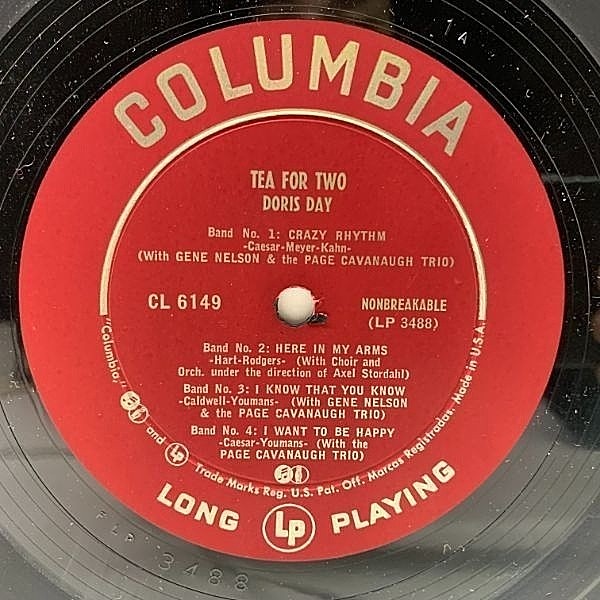 1A
COLUMBIA
TEA FOR TWO
DORIS DAY
Band No. 1: CRAZY RHYTHM
-Caesar-Meyer-Kahn-
(With GENE NELSON & the PAGE CAVANAUGH TRIO)
CL 6149
NONBREAKABLE
(LP 3488)
Band No. 2: HERE IN MY ARMS
-Hart-Rodgers- (With Choir and
Orch. under the direction of Axel Stordahl)
Band No. 3: I KNOW THAT YOU KNOW
-Caldwell-Youmans- (With GENE NELSON
& the PAGE CAVANAUGH TRIO)
Band No. 4: I WANT TO BE HAPPY
-Caesar-Youmans- (With the
PAGE CAVANAUGH TRIO)
"Columbia," and LP Trade Marks Reg. U.S. Pat. Off. Marcas Registradas. Made in U.S.A.
LONG LP PLAYING
FLP 3488